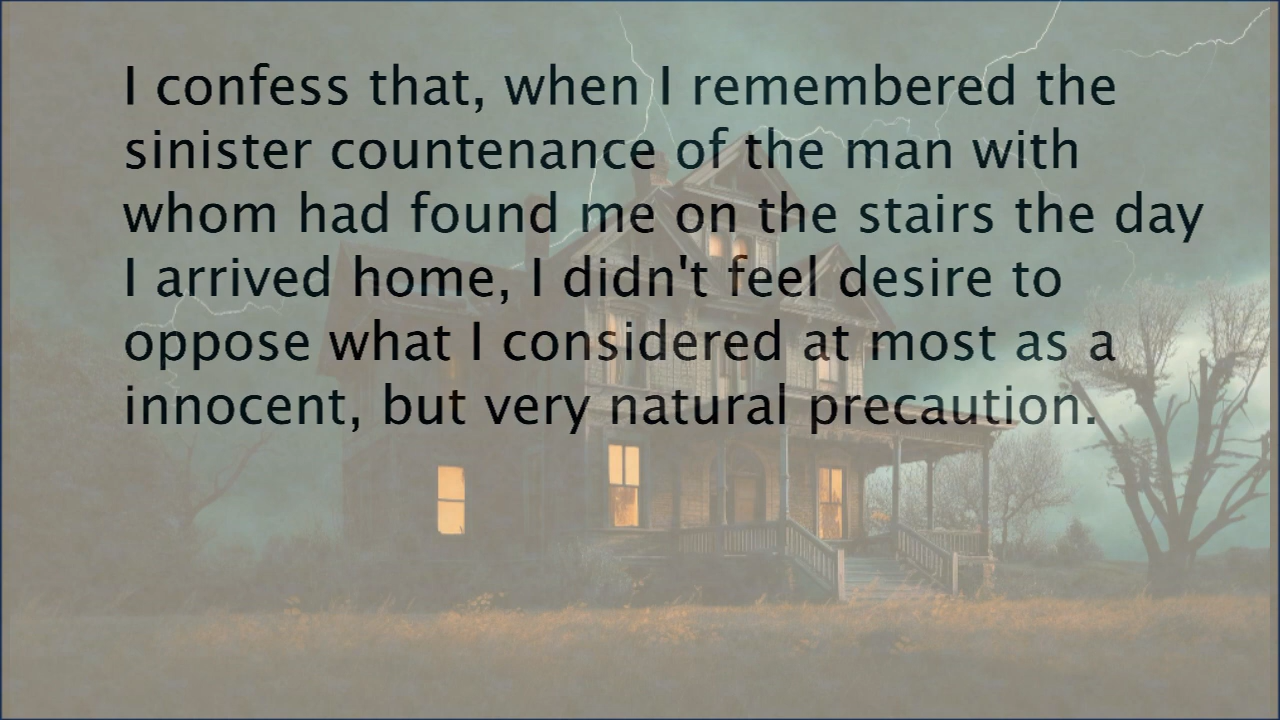 I confess that, when I remembered the
sinister countenance of the man with
whom had found me on the stairs the day
I arrived home, I didn't feel desire to
oppose what I considered at most as a
innocent, but very natural precaution.